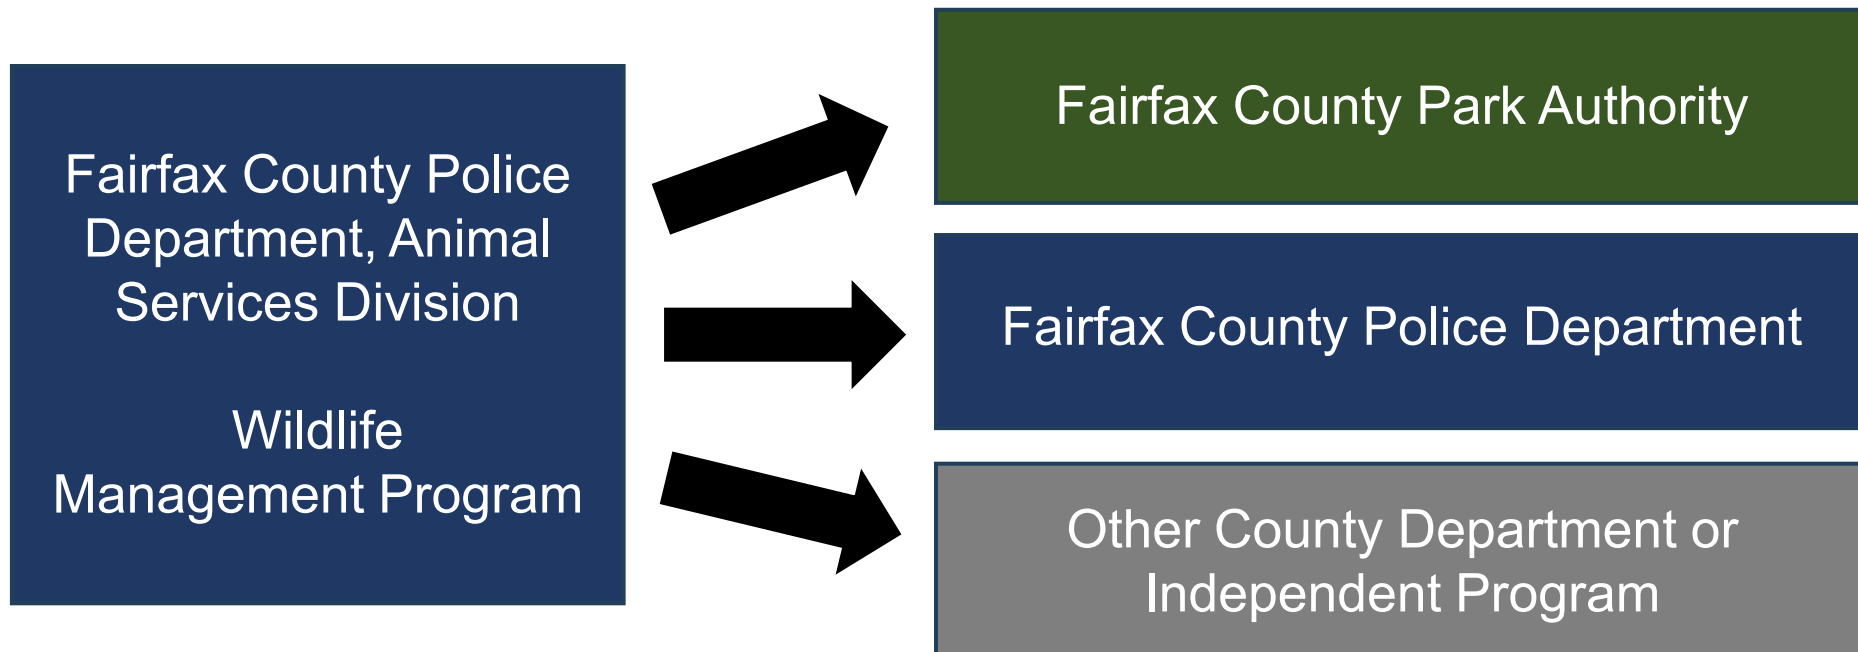 Fairfax County Police
Department, Animal
Services Division
Wildlife
Management Program
Fairfax County Park Authority
Fairfax County Police Department
Other County Department or
Independent Program